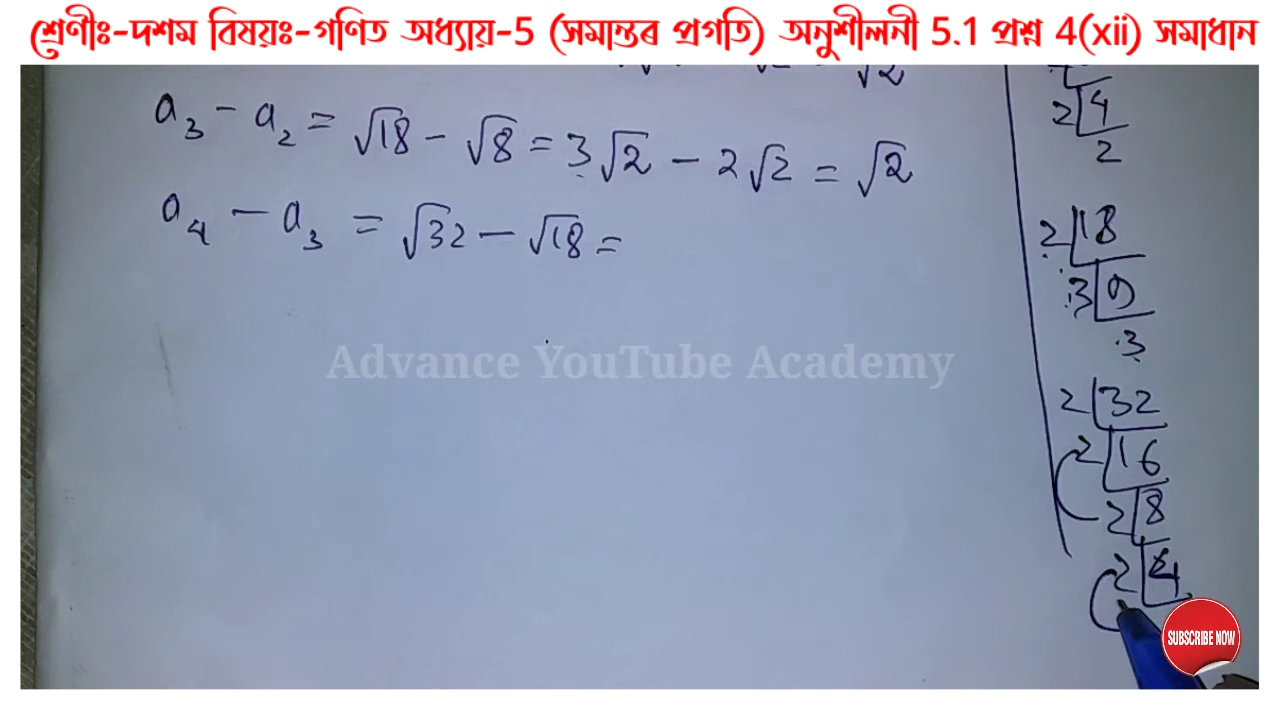 শ্ৰেণীঃ-দশম বিষয়ঃ-গণিত অধ্যায়-5 (সমান্তৰ প্ৰগতি) অনুশীলনী 5.1 প্ৰশ্ন 4(xii) সমাধান
√2
a₃ - a₂ = √18 - √8 = 3√2 - 2√2 = √2
a₄ - a₃ = √32 - √18 =
2 4
2
2 18
3 9
3
2 32
2 16
2 8
2 4
Advance YouTube Academy
SUBSCRIBE NOW